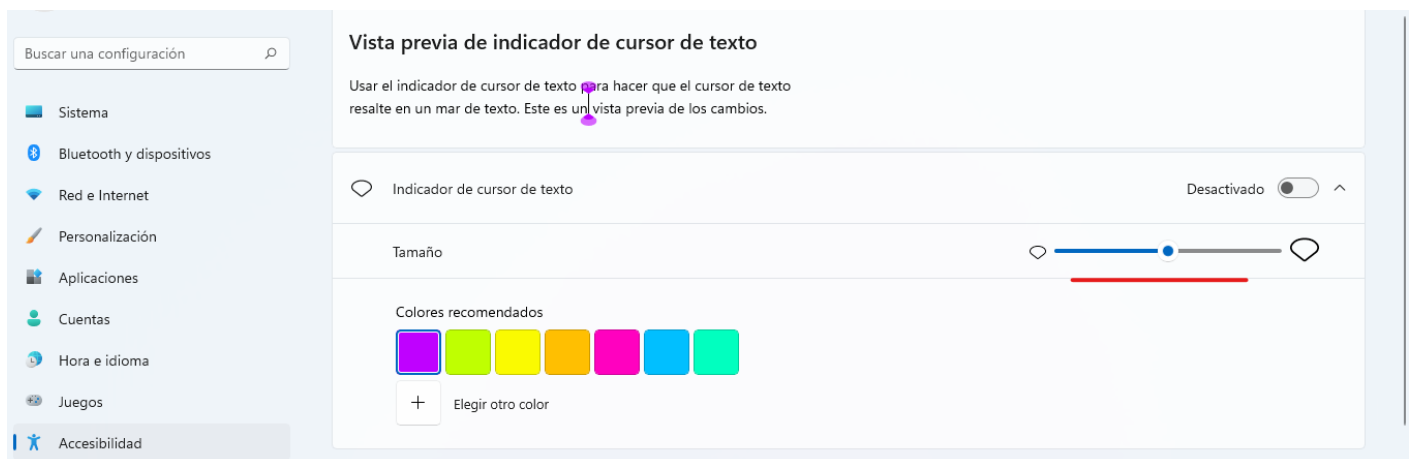 Buscar una configuración
Sistema
Bluetooth y dispositivos
Red e Internet
Personalización
Aplicaciones
Cuentas
Hora e idioma
Juegos
Accesibilidad
Vista previa de indicador de cursor de texto
Usar el indicador de cursor de texto para hacer que el cursor de texto
resalte en un mar de texto. Este es un vista previa de los cambios.
Indicador de cursor de texto
Desactivado
Tamaño
Colores recomendados
Elegir otro color